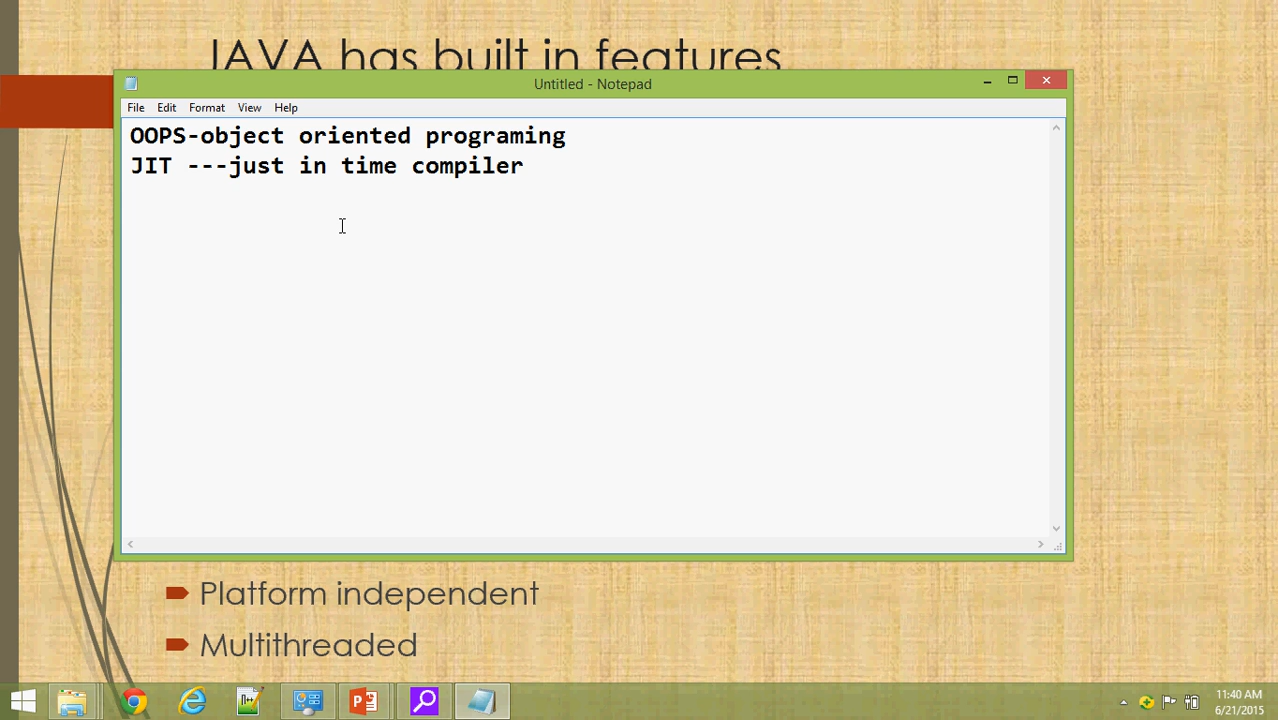 JAVA has built in features
Untitled - Notepad
File Edit Format View Help
OOPS-object oriented programing
JIT ---just in time compiler
Platform independent
Multithreaded
11:40 AM
6/21/2015